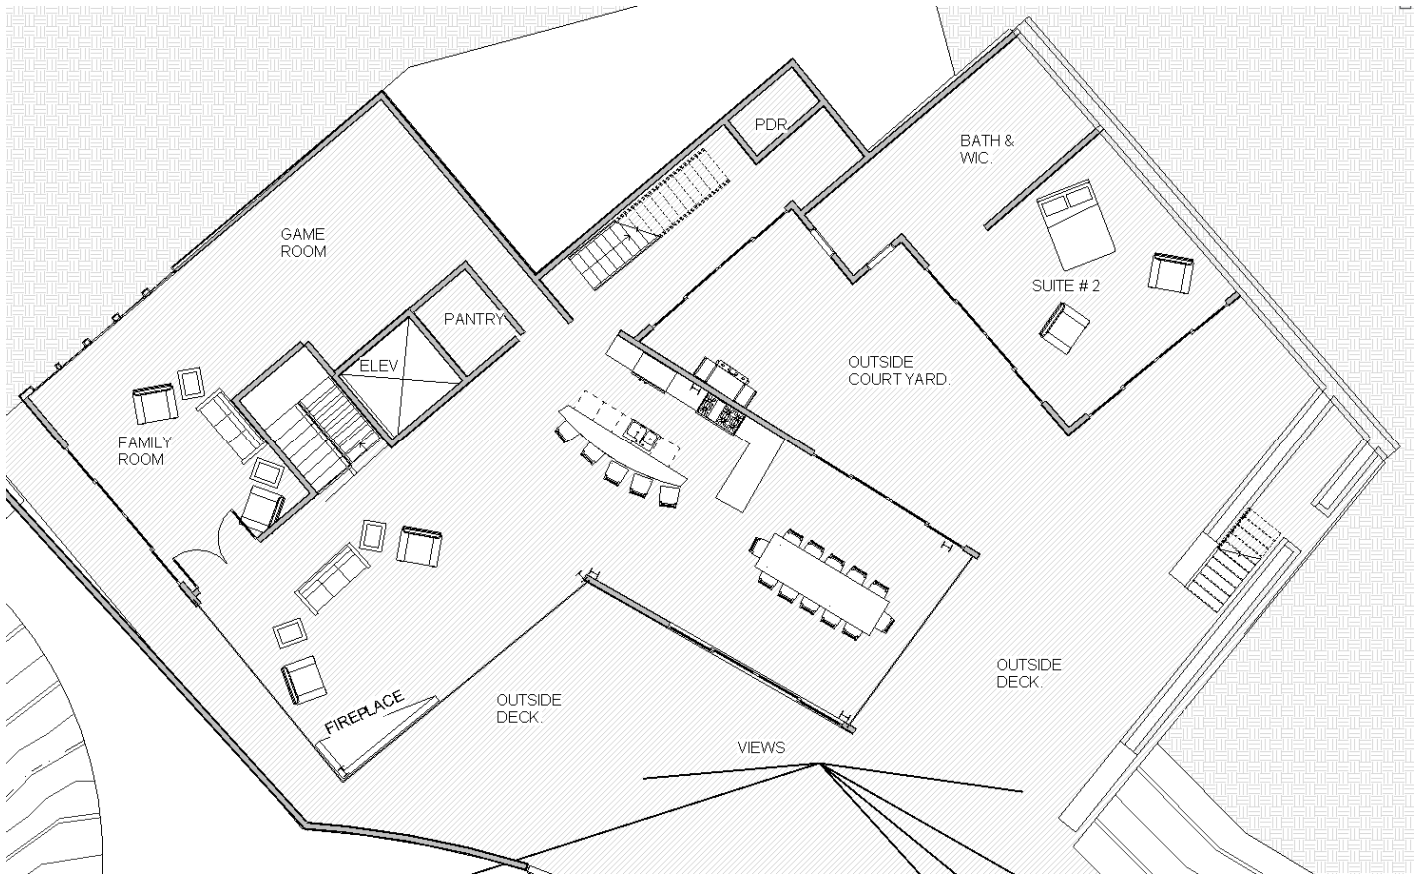 PDR.
BATH &
WIC.
GAME
ROOM
SUITE # 2
PANTRY
ELEV
OUTSIDE
COURT YARD.
FAMILY
ROOM
OUTSIDE
DECK.
FIREPLACE
OUTSIDE
DECK.
VIEWS